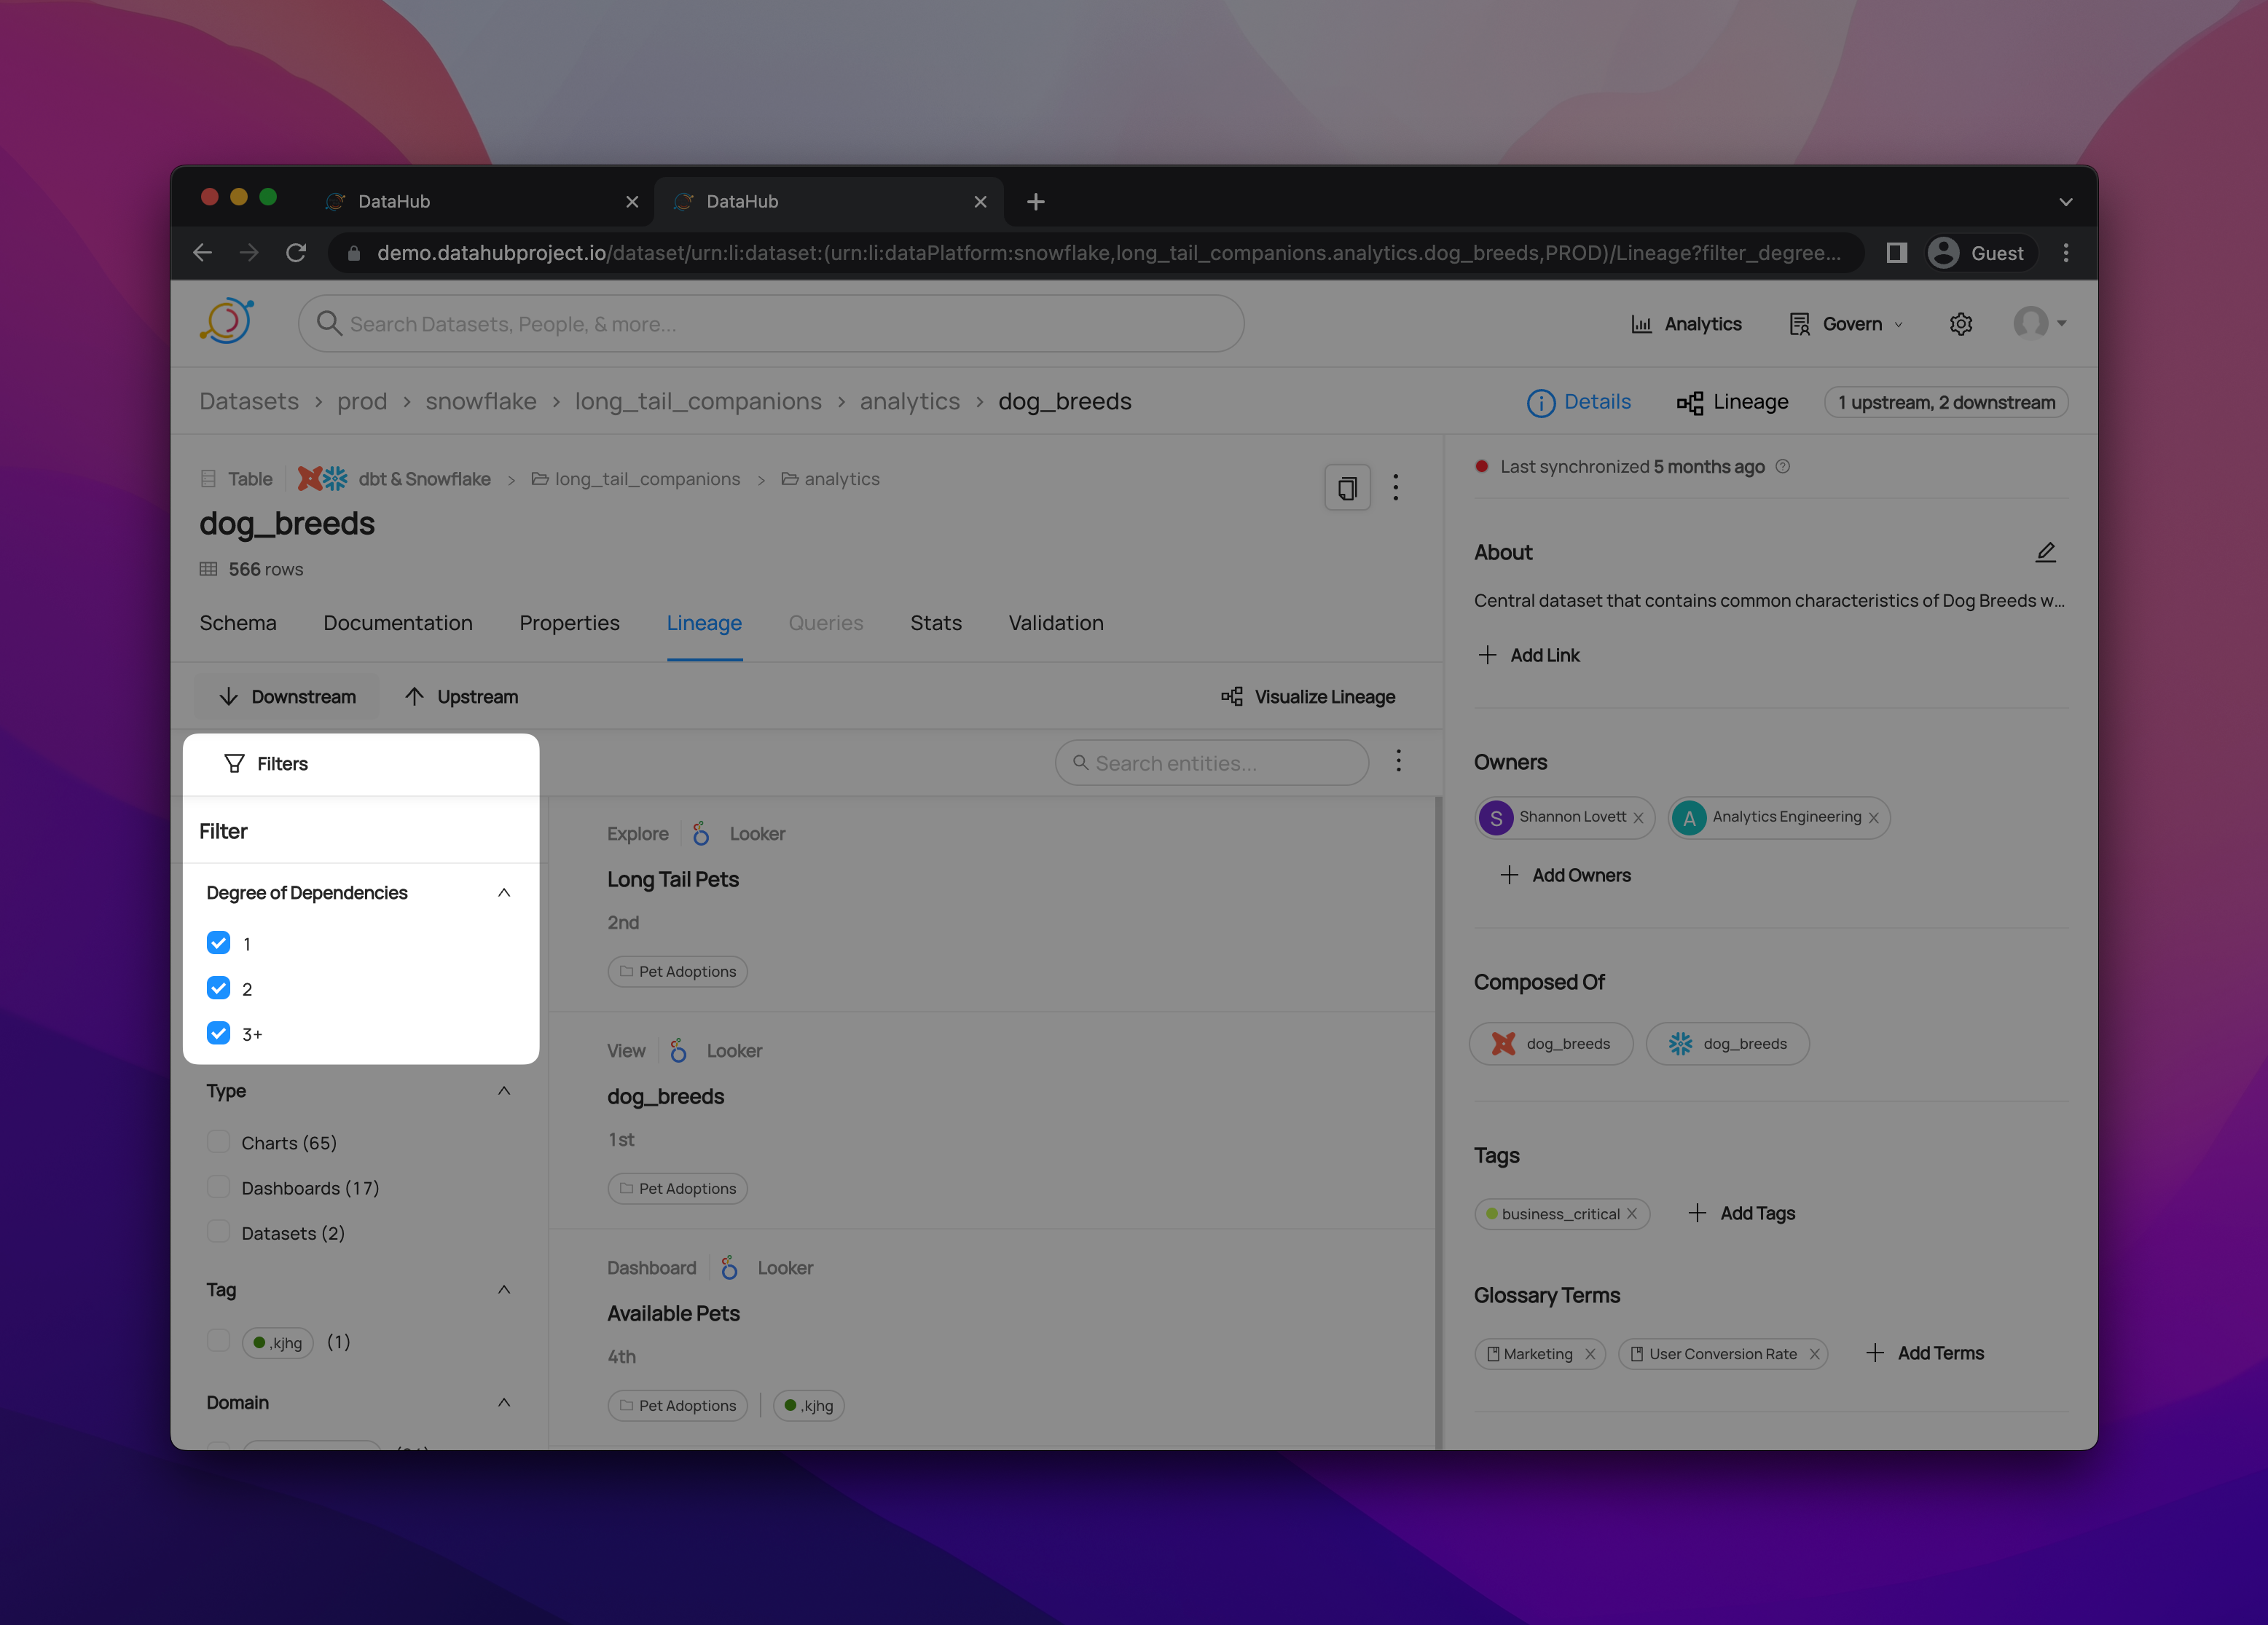 DataHub
DataHub
demo.datahubproject.io/dataset/urn:li:dataset:(urn:li:dataPlatform:snowflake,long_tail_companions.analytics.dog_breeds,PROD)/Lineage?filter_degree...
Guest
Search Datasets, People, & more...
Analytics
Govern
Datasets > prod > snowflake > long_tail_companions > analytics > dog_breeds
Details
Lineage
1 upstream, 2 downstream
Table
dbt & Snowflake > long_tail_companions > analytics
dog_breeds
566 rows
Schema
Documentation
Properties
Lineage
Queries
Stats
Validation
Downstream
Upstream
Visualize Lineage
Filters
Search entities...
Filter
Degree of Dependencies
1
2
3+
Type
Charts (65)
Dashboards (17)
Datasets (2)
Tag
,kjhg (1)
Domain
Explore
Looker
Long Tail Pets
2nd
Pet Adoptions
View
Looker
dog_breeds
1st
Pet Adoptions
Dashboard
Looker
Available Pets
4th
Pet Adoptions
,kjhg
Last synchronized 5 months ago
About
Central dataset that contains common characteristics of Dog Breeds w...
Add Link
Owners
S Shannon Lovett
A Analytics Engineering
Add Owners
Composed Of
dog_breeds
dog_breeds
Tags
business_critical
Add Tags
Glossary Terms
Marketing
User Conversion Rate
Add Terms